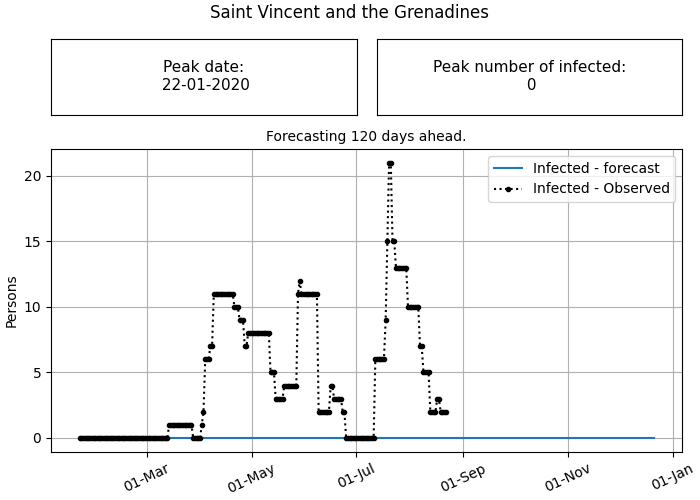 Saint Vincent and the Grenadines
Peak date:
22-01-2020
Peak number of infected:
0
Forecasting 120 days ahead.
Infected - forecast
Infected - Observed
Persons
20
15
10
5
0
01-Mar
01-May
01-Jul
01-Sep
01-Nov
01-Jan